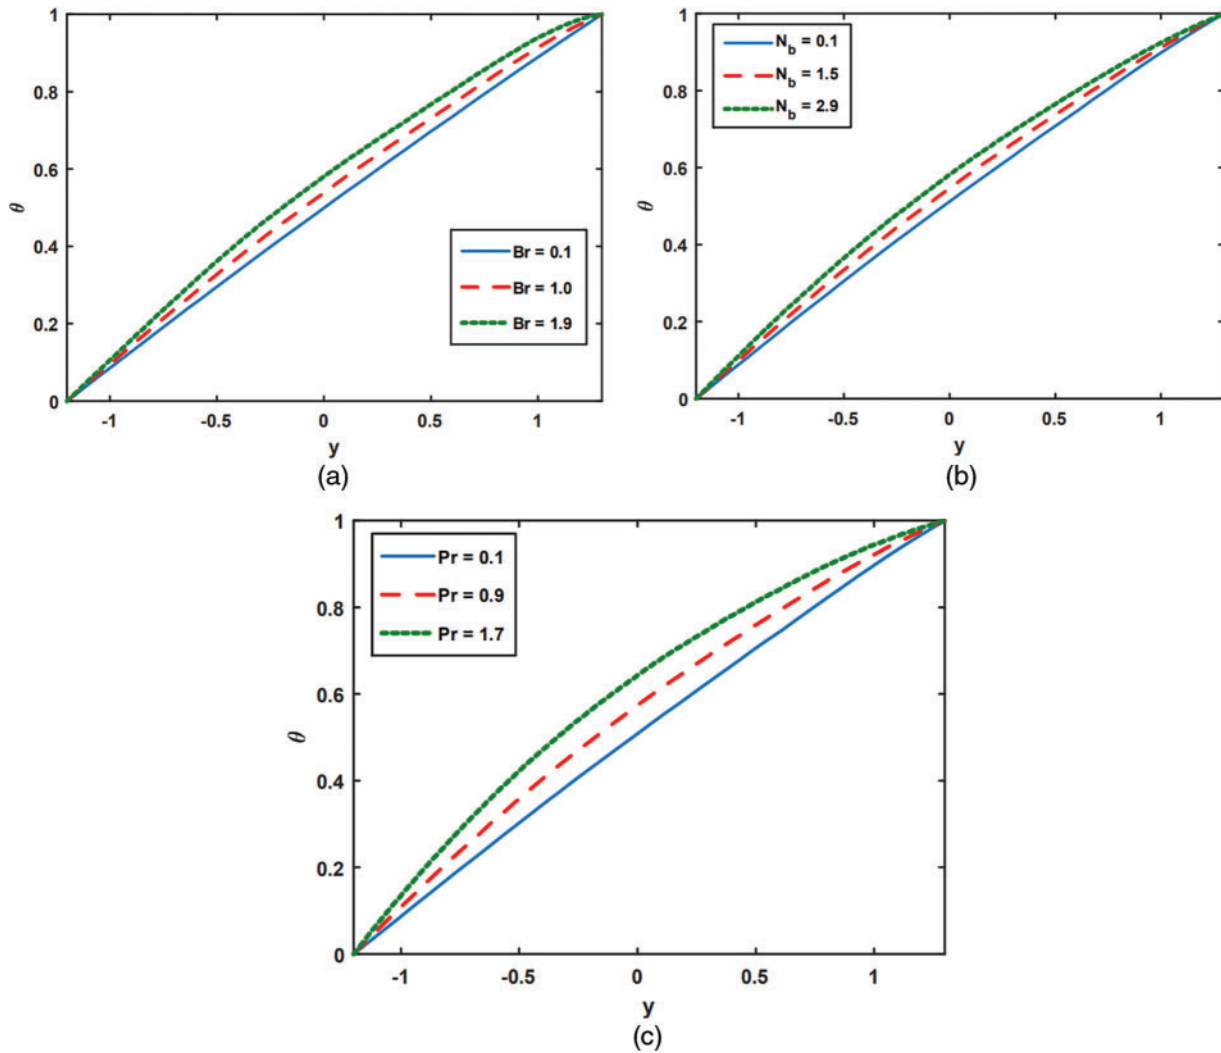 1
0.8
0.6
0.4
0.2
0
θ
Br = 0.1
Br = 1.0
Br = 1.9
-1 -0.5 0 0.5 1
y
(a)
1
0.8
0.6
0.4
0.2
0
θ
N_b = 0.1
N_b = 1.5
N_b = 2.9
-1 -0.5 0 0.5 1
y
(b)
1
0.8
0.6
0.4
0.2
0
θ
Pr = 0.1
Pr = 0.9
Pr = 1.7
-1 -0.5 0 0.5 1
y
(c)